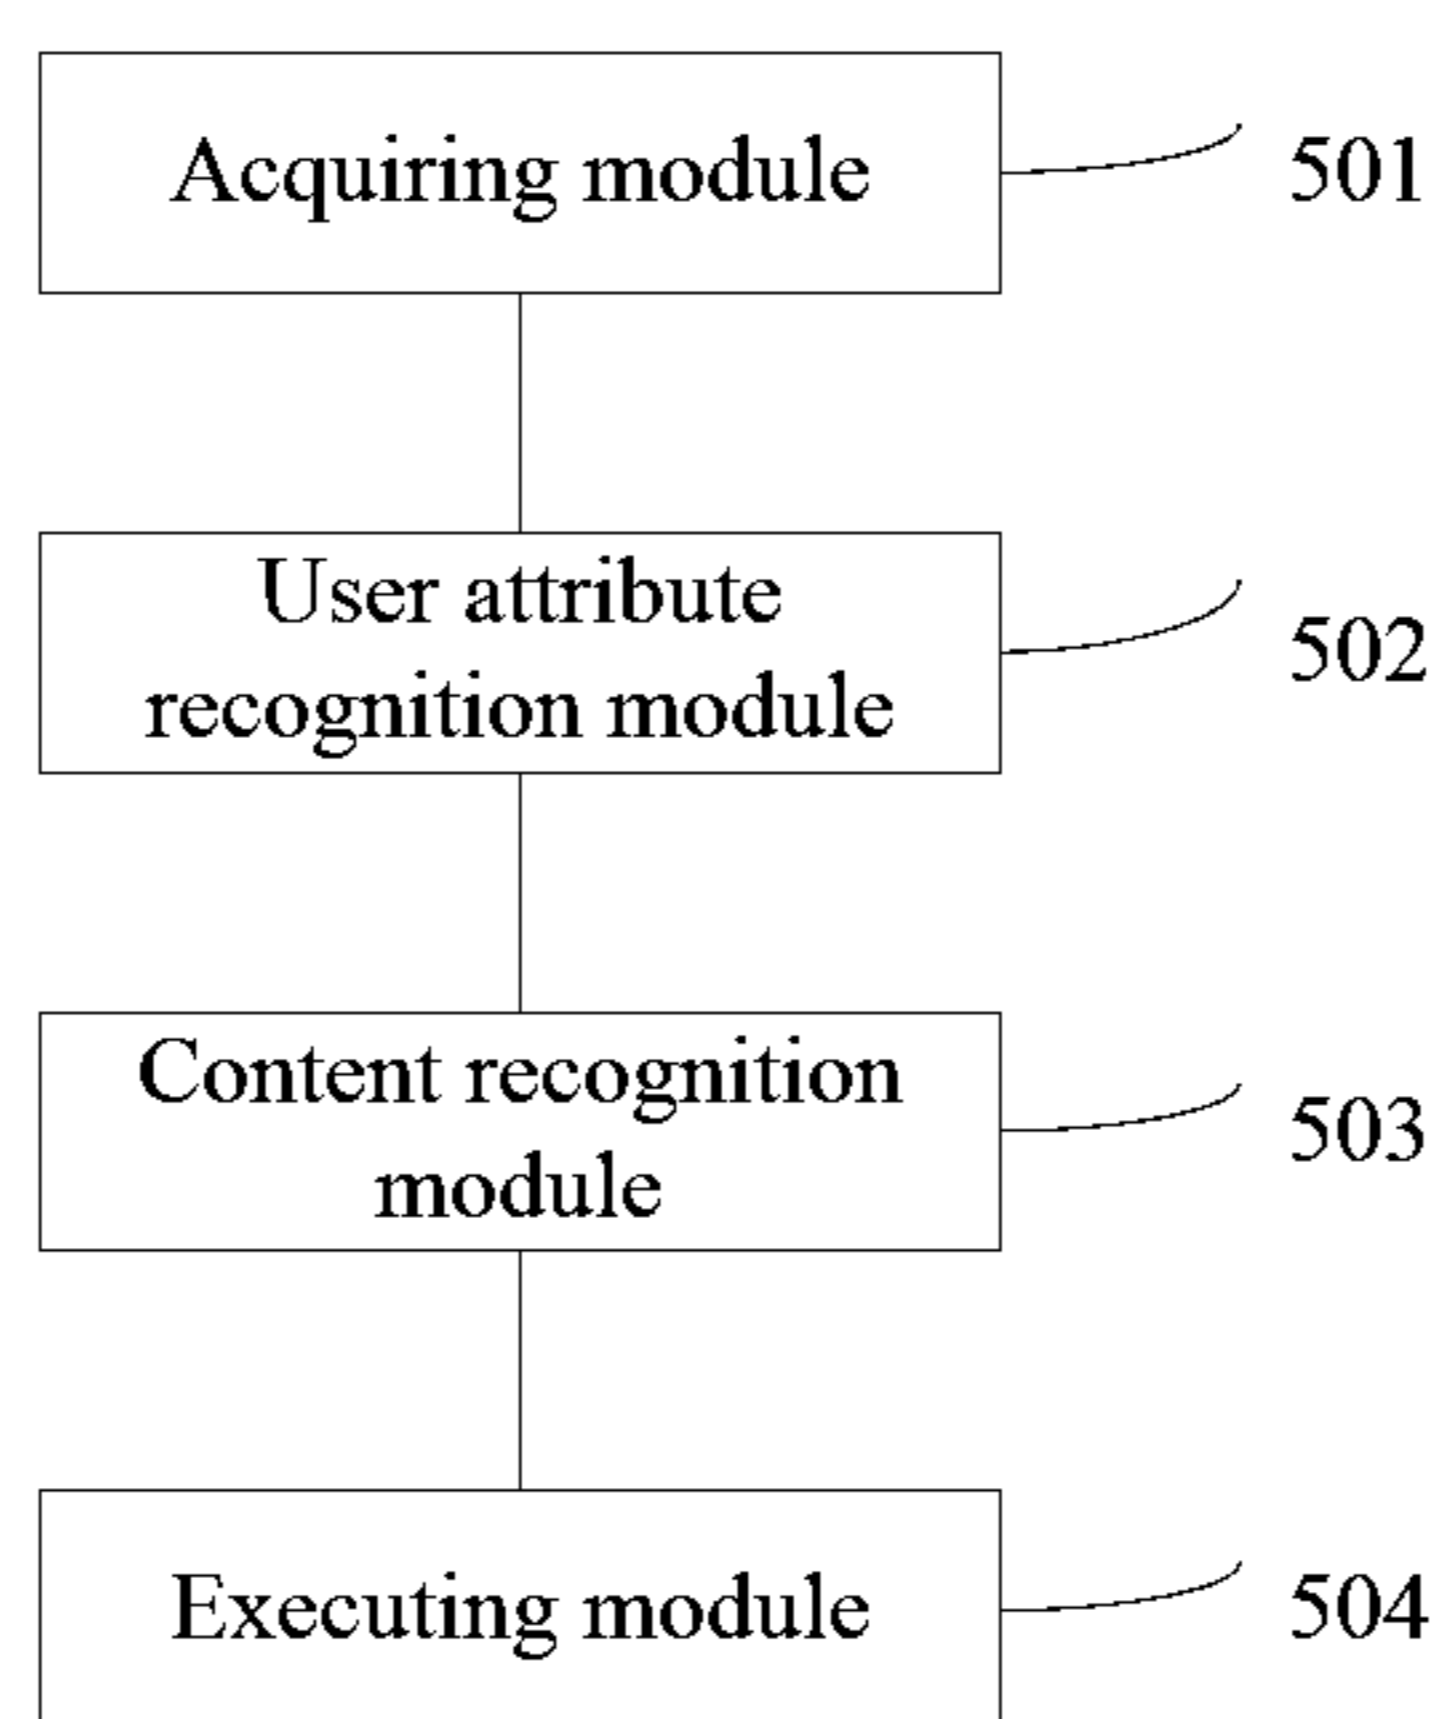 Acquiring module
501
User attribute
recognition module
502
Content recognition
module
503
Executing module
504